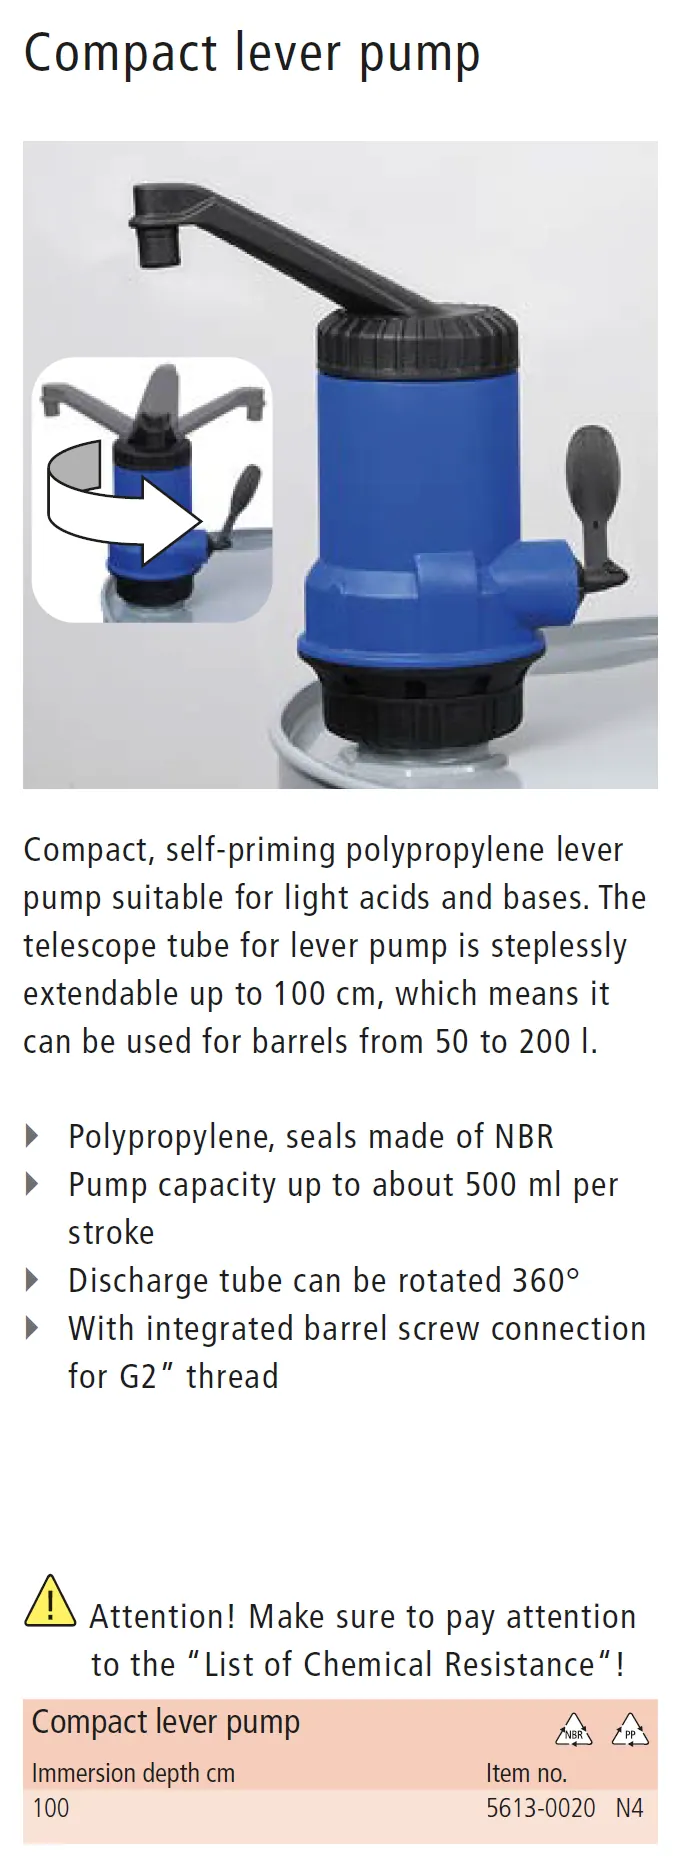 Compact lever pump
Compact, self-priming polypropylene lever
pump suitable for light acids and bases. The
telescope tube for lever pump is steplessly
extendable up to 100 cm, which means it
can be used for barrels from 50 to 200 l.
Polypropylene, seals made of NBR
Pump capacity up to about 500 ml per
stroke
Discharge tube can be rotated 360°
With integrated barrel screw connection
for G2″ thread
! Attention! Make sure to pay attention
to the “List of Chemical Resistance“!
Compact lever pump NBR PP
Immersion depth cm Item no.
100 5613-0020 N4